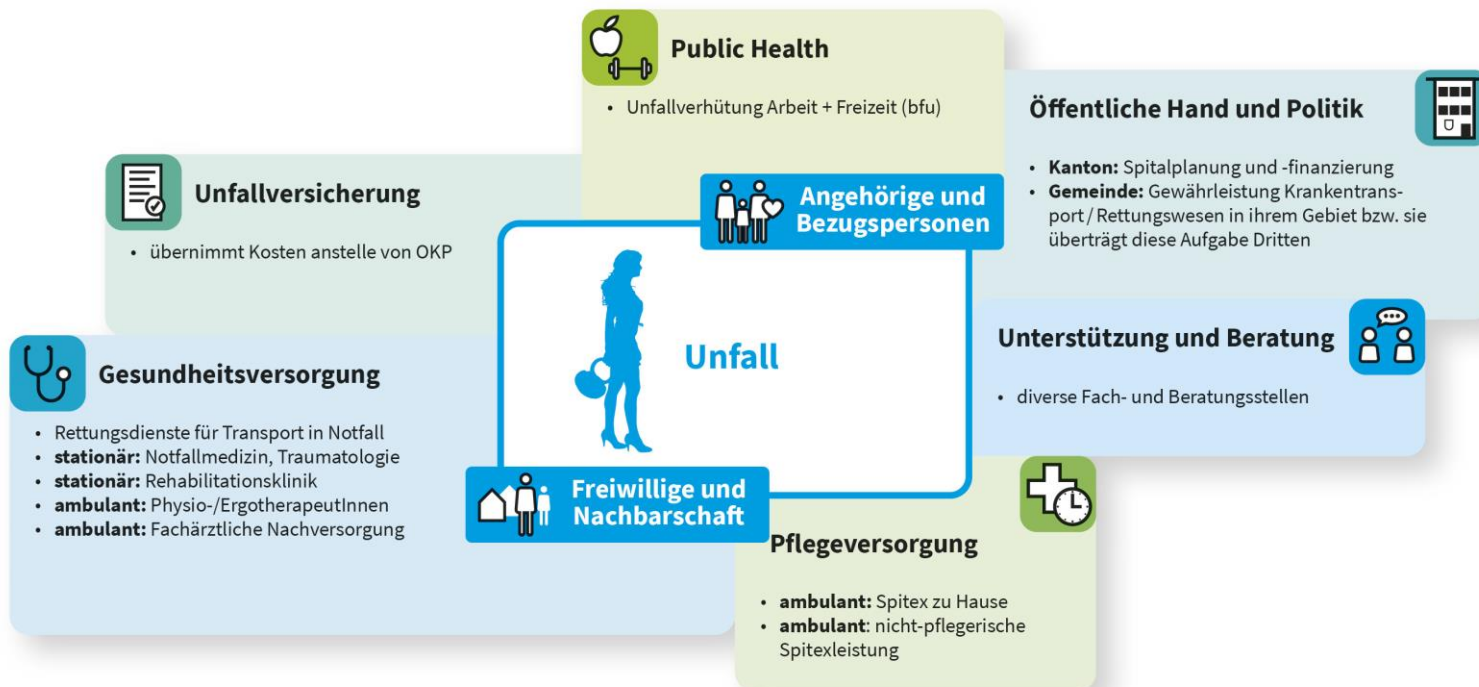 Public Health
• Unfallverhütung Arbeit + Freizeit (bfu)
Öffentliche Hand und Politik
• Kanton: Spitalplanung und -finanzierung
• Gemeinde: Gewährleistung Krankentrans-
port / Rettungswesen in ihrem Gebiet bzw. sie
überträgt diese Aufgabe Dritten
Unfallversicherung
• übernimmt Kosten anstelle von OKP
Angehörige und
Bezugspersonen
Unfall
Unterstützung und Beratung
• diverse Fach- und Beratungsstellen
Gesundheitsversorgung
• Rettungsdienste für Transport in Notfall
• stationär: Notfallmedizin, Traumatologie
• stationär: Rehabilitationsklinik
• ambulant: Physio-/ErgotherapeutInnen
• ambulant: Fachärztliche Nachversorgung
Freiwillige und
Nachbarschaft
Pflegeversorgung
• ambulant: Spitex zu Hause
• ambulant: nicht-pflegerische
Spitexleistung